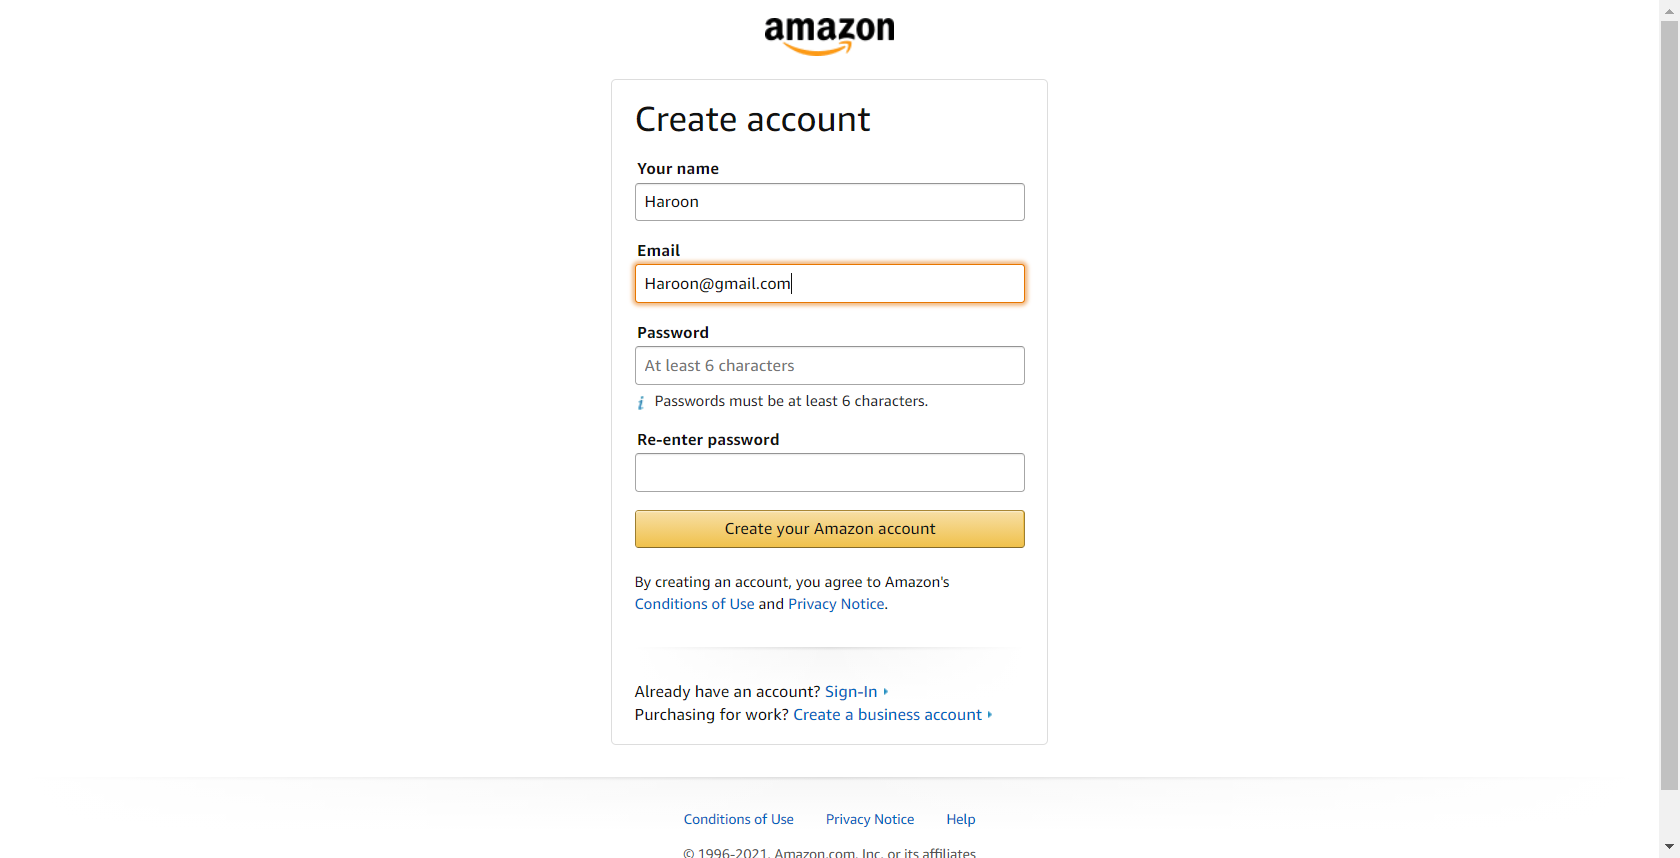 amazon
Create account
Your name
Haroon
Email
Haroon@gmail.com
Password
At least 6 characters
i Passwords must be at least 6 characters.
Re-enter password
Create your Amazon account
By creating an account, you agree to Amazon's
Conditions of Use and Privacy Notice.
Already have an account? Sign-In
Purchasing for work? Create a business account
Conditions of Use Privacy Notice Help
© 1996-2021, Amazon.com, Inc. or its affiliates